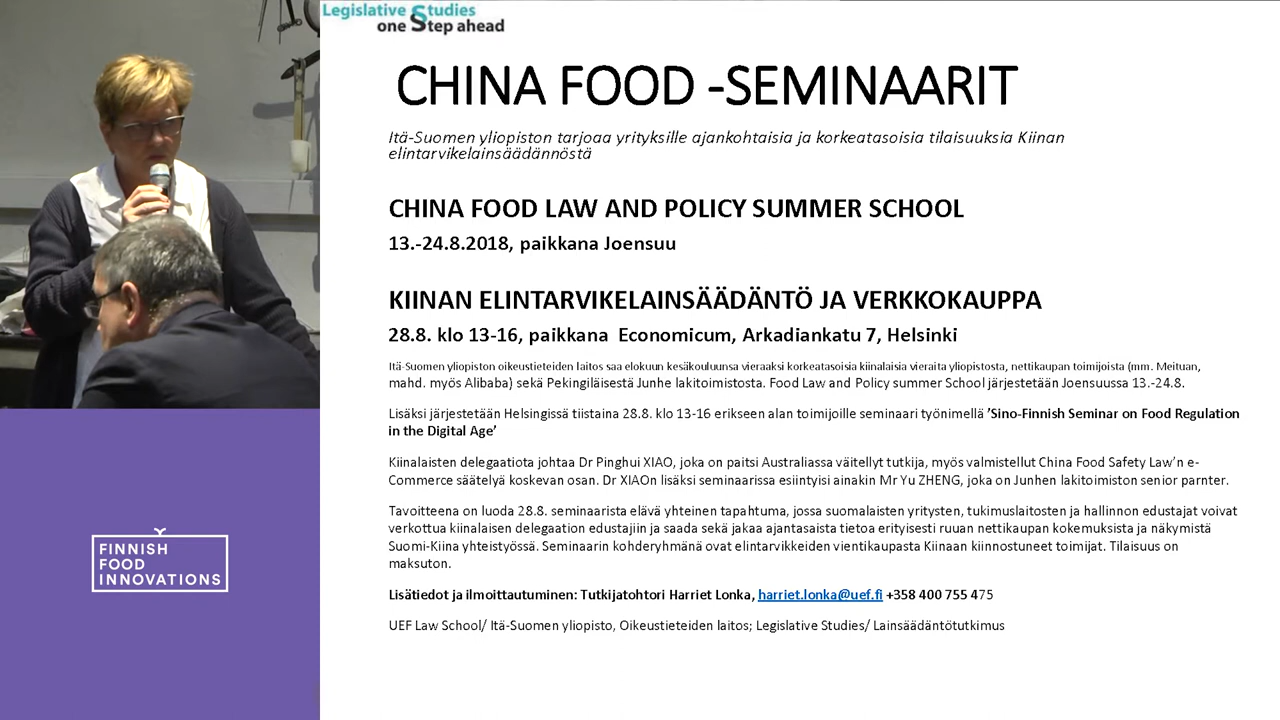 Legislative Studies
one Step ahead
CHINA FOOD -SEMINAARIT
Itä-Suomen yliopiston tarjoaa yrityksille ajankohtaisia ja korkeatasoisia tilaisuuksia Kiinan
elintarvikelainsäädännöstä
CHINA FOOD LAW AND POLICY SUMMER SCHOOL
13.-24.8.2018, paikkana Joensuu
KIINAN ELINTARVIKELAINSÄÄDÄNTÖ JA VERKKOKAUPPA
28.8. klo 13-16, paikkana Economicum, Arkadiankatu 7, Helsinki
Itä-Suomen yliopiston oikeustieteiden laitos saa elokuun kesäkouluunsa vieraaksi korkeatasoisia kiinalaisia vieraita yliopistosta, nettikaupan toimijoista (mm. Meituan,
mahd. myös Alibaba) sekä Pekingiläisestä Junhe lakitoimistosta. Food Law and Policy summer School järjestetään Joensuussa 13.-24.8.
Lisäksi järjestetään Helsingissä tiistaina 28.8. klo 13-16 erikseen alan toimijoille seminaari työnimellä ’Sino-Finnish Seminar on Food Regulation
in the Digital Age’
Kiinalaisten delegaatiota johtaa Dr Pinghui XIAO, joka on paitsi Australiassa väitellyt tutkija, myös valmistellut China Food Safety Law’n e-
Commerce säätelyä koskevan osan. Dr XIAOn lisäksi seminaarissa esiintyisi ainakin Mr Yu ZHENG, joka on Junhen lakitoimiston senior parnter.
Tavoitteena on luoda 28.8. seminaarista elävä yhteinen tapahtuma, jossa suomalaisten yritysten, tukimuslaitosten ja hallinnon edustajat voivat
verkottua kiinalaisen delegaation edustajiin ja saada sekä jakaa ajantasaista tietoa erityisesti ruuan nettikaupan kokemuksista ja näkymistä
Suomi-Kiina yhteistyössä. Seminaarin kohderyhmänä ovat elintarvikkeiden vientikaupasta Kiinaan kiinnostuneet toimijat. Tilaisuus on
maksuton.
Lisätiedot ja ilmoittautuminen: Tutkijatohtori Harriet Lonka, harriet.lonka@uef.fi +358 400 755 475
UEF Law School/ Itä-Suomen yliopisto, Oikeustieteiden laitos; Legislative Studies/ Lainsäädäntötutkimus
FINNISH
FOOD
INNOVATIONS